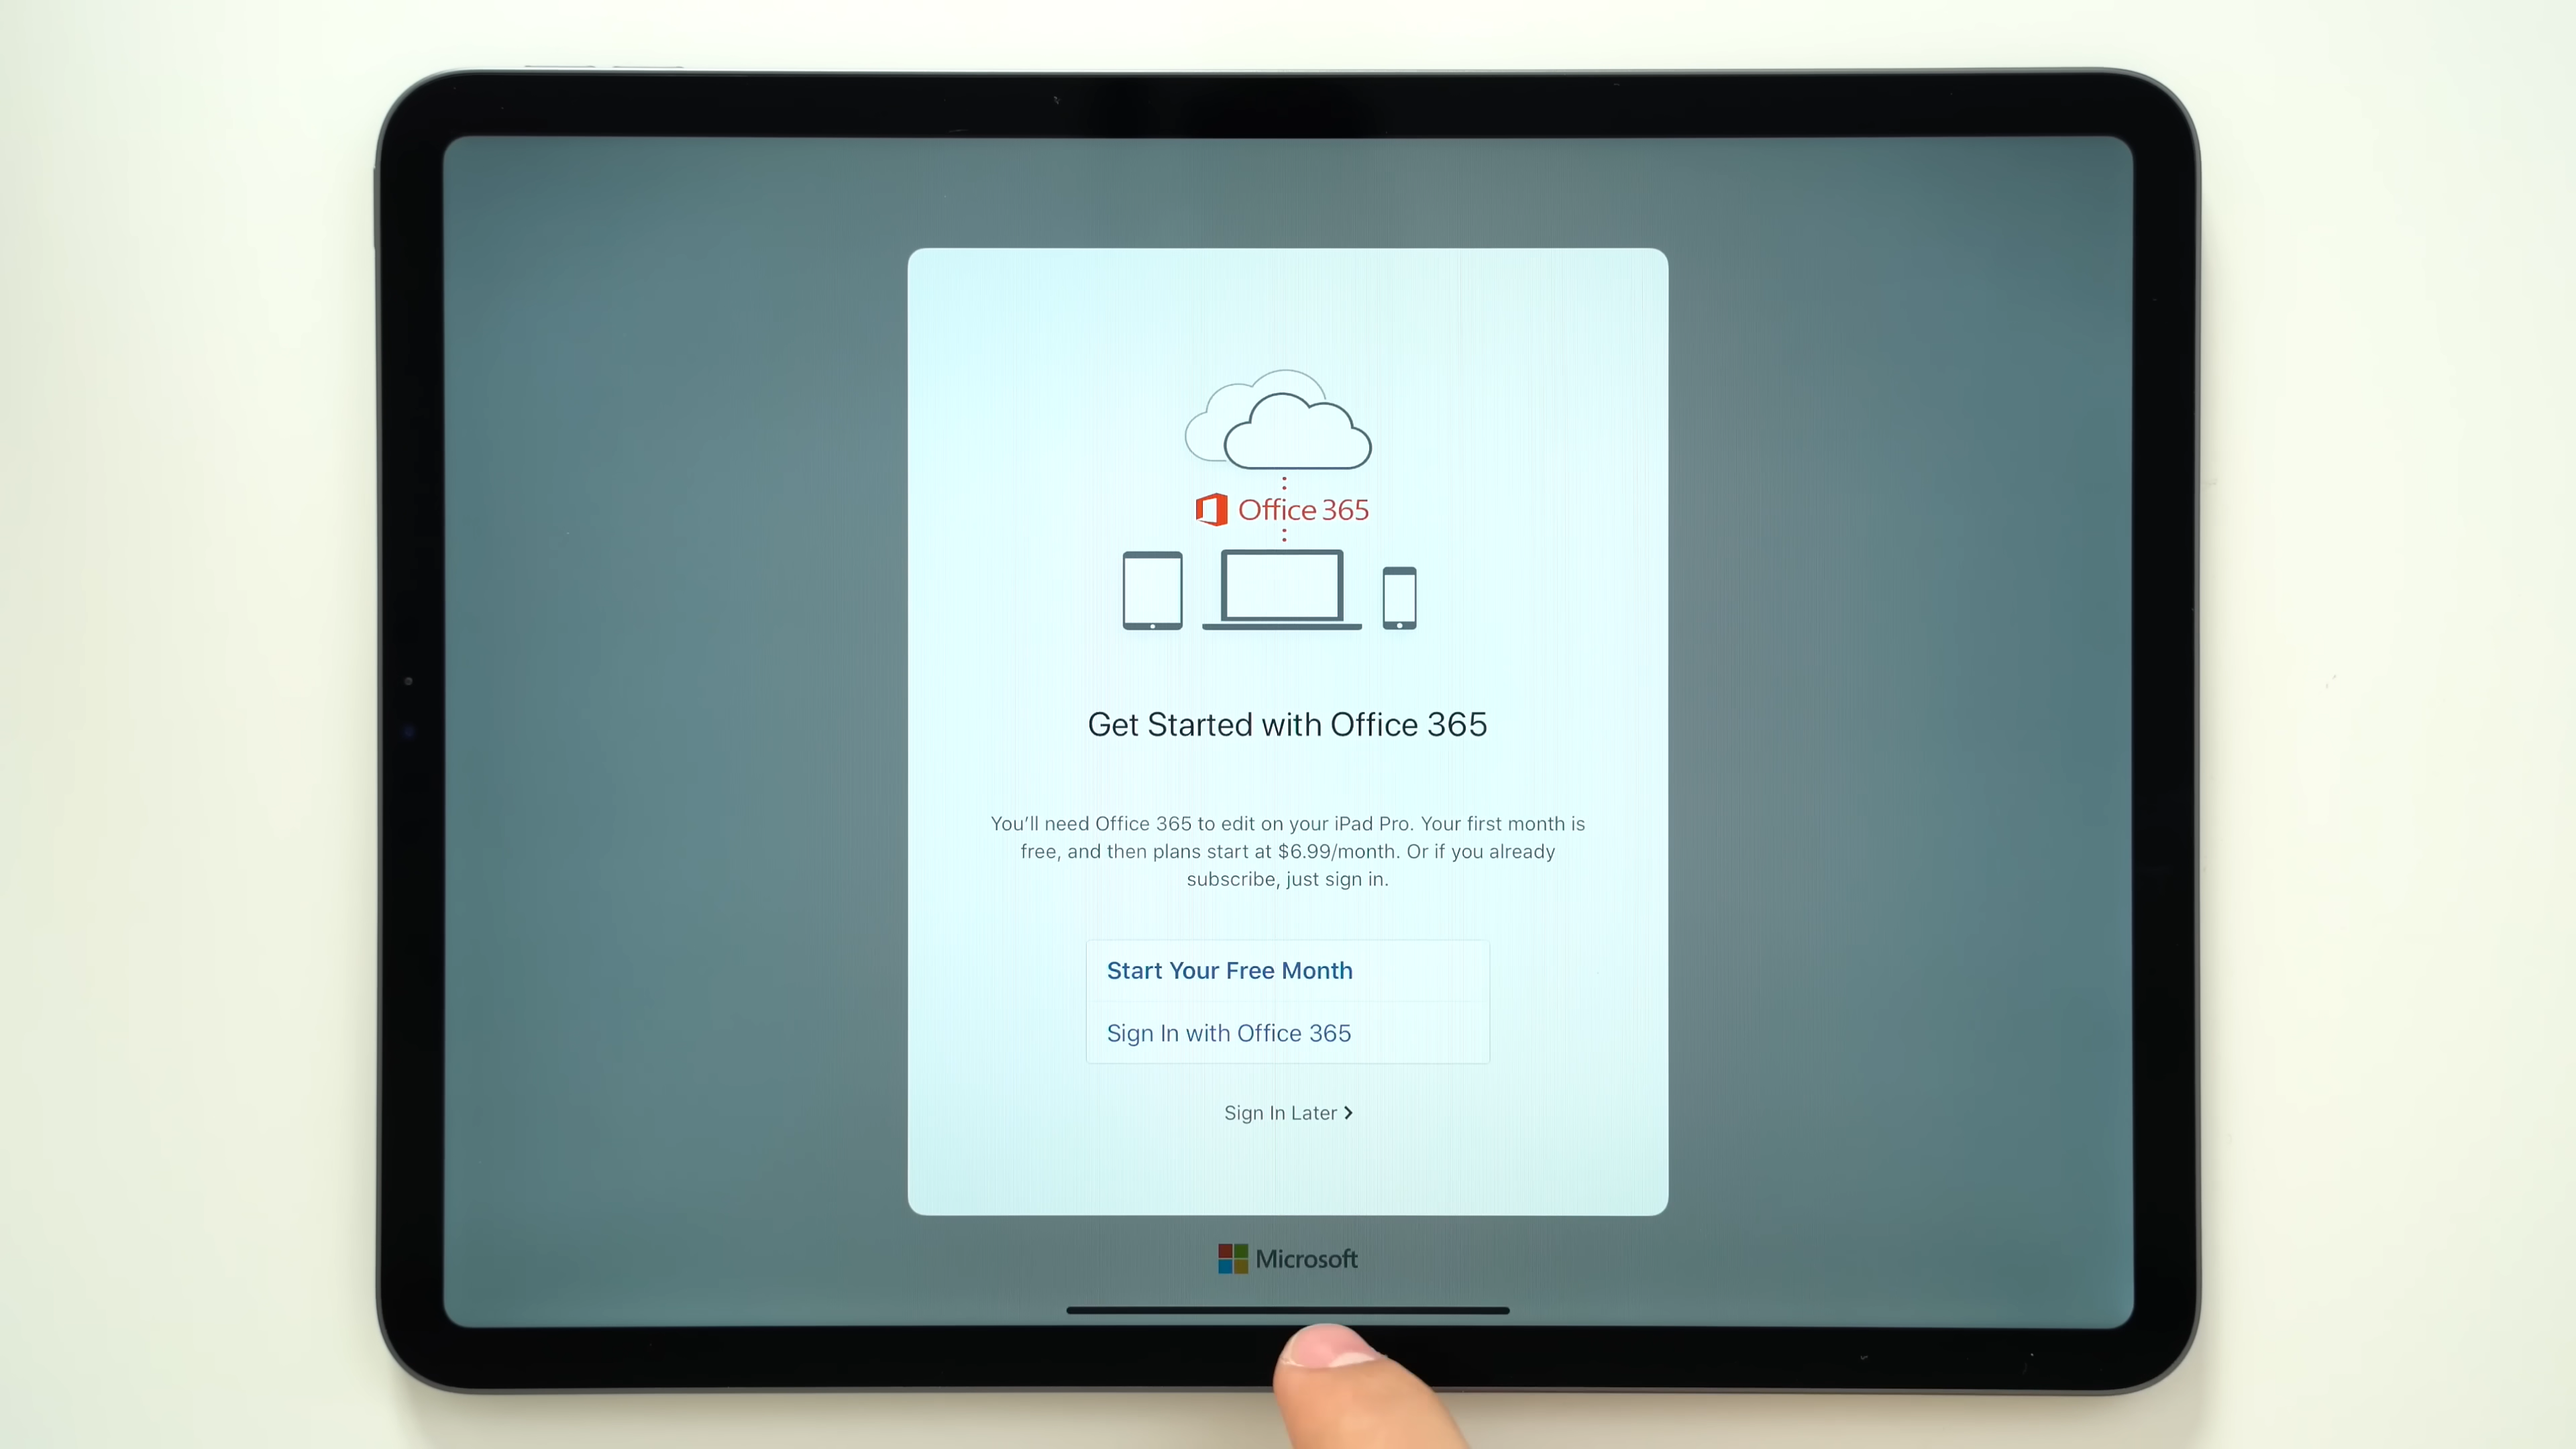 Office 365
Get Started with Office 365
You’ll need Office 365 to edit on your iPad Pro. Your first month is
free, and then plans start at $6.99/month. Or if you already
subscribe, just sign in.
Start Your Free Month
Sign In with Office 365
Sign In Later
Microsoft